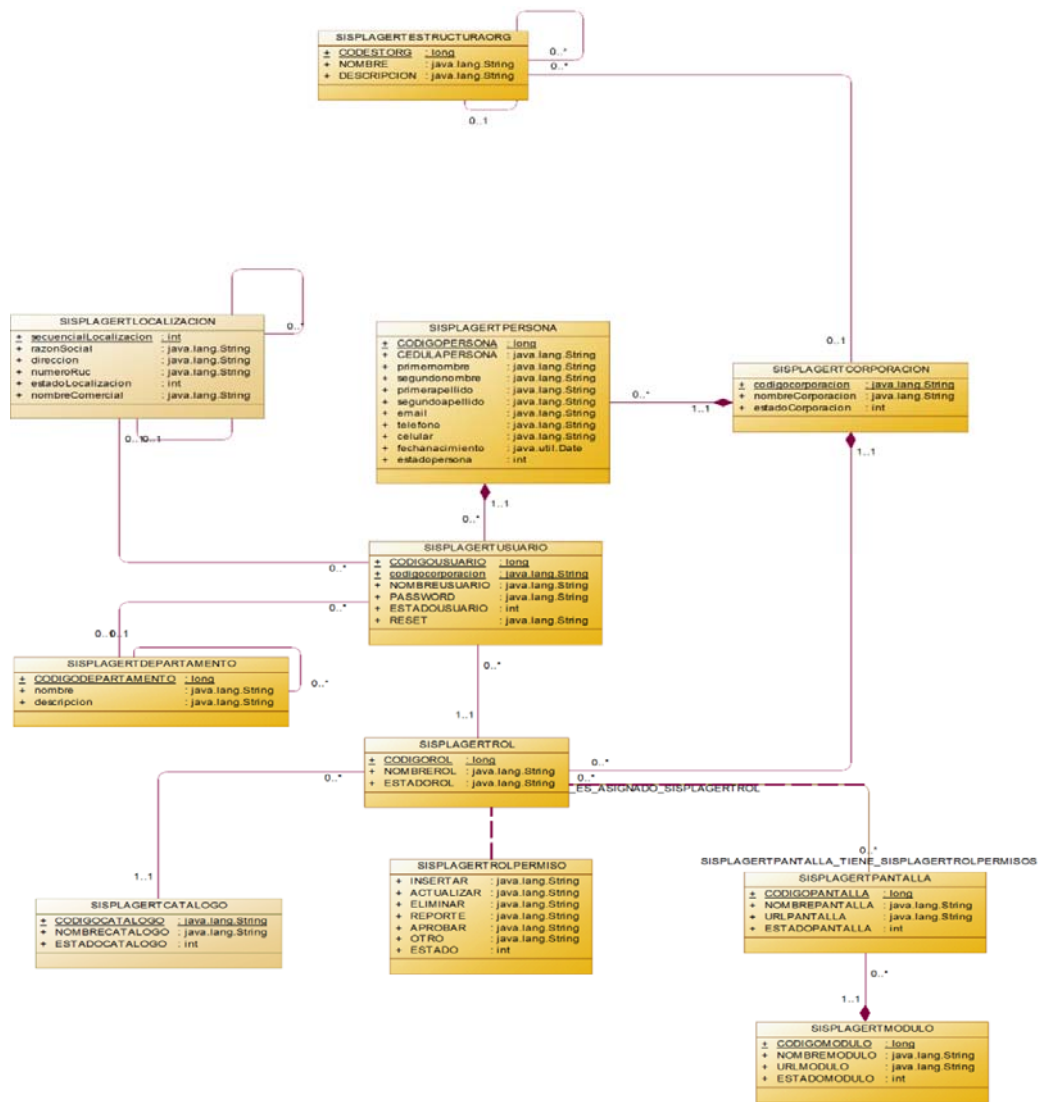 SISPLAGERTESTRUCTURAORG
+ CODESTORG : long
+ NOMBRE : java.lang.String
+ DESCRIPCION : java.lang.String
0..*
0..*
0..1
0..1
SISPLAGERTLOCALIZACION
+ secuencialLocalizacion : int
+ razonSocial : java.lang.String
+ direccion : java.lang.String
+ numeroRuc : java.lang.String
+ estadoLocalizacion : int
+ nombreComercial : java.lang.String
0..*
0..1
0..1
0..*
SISPLAGERTPERSONA
+ CODIGOPERSONA : long
+ CEDULAPERSONA : java.lang.String
+ primernombre : java.lang.String
+ segundonombre : java.lang.String
+ primerapellido : java.lang.String
+ segundoapellido : java.lang.String
+ email : java.lang.String
+ telefono : java.lang.String
+ celular : java.lang.String
+ fechanacimiento : java.util.Date
+ estadopersona : int
0..*
1..1
SISPLAGERTCORPORACION
+ codigocorporacion : java.lang.String
+ nombreCorporacion : java.lang.String
+ estadoCorporacion : int
1..1
1..1
0..*
SISPLAGERTUSUARIO
+ CODIGOUSUARIO : long
+ codigocorporacion : java.lang.String
+ NOMBREUSUARIO : java.lang.String
+ PASSWORD : java.lang.String
+ ESTADOUSUARIO : int
+ RESET : java.lang.String
0..*
0..1
0..1
SISPLAGERTDEPARTAMENTO
+ CODIGODEPARTAMENTO : long
+ nombre : java.lang.String
+ descripcion : java.lang.String
0..*
0..*
1..1
SISPLAGERTROL
+ CODIGOROL : long
+ NOMBREROL : java.lang.String
+ ESTADOROL : java.lang.String
0..*
0..*
0..*
_ES_ASIGNADO_SISPLAGERTROL
1..1
0..*
SISPLAGERTPANTALLA_TIENE_SISPLAGERTROLPERMISOS
SISPLAGERTROLPERMISO
+ INSERTAR : java.lang.String
+ ACTUALIZAR : java.lang.String
+ ELIMINAR : java.lang.String
+ REPORTE : java.lang.String
+ APROBAR : java.lang.String
+ OTRO : java.lang.String
+ ESTADO : int
SISPLAGERTPANTALLA
+ CODIGOPANTALLA : long
+ NOMBREPANTALLA : java.lang.String
+ URLPANTALLA : java.lang.String
+ ESTADOPANTALLA : int
SISPLAGERTCATALOGO
+ CODIGOCATALOGO : java.lang.String
+ NOMBRECATALOGO : java.lang.String
+ ESTADOCATALOGO : int
0..*
1..1
SISPLAGERTMODULO
+ CODIGOMODULO : long
+ NOMBREMODULO : java.lang.String
+ URLMODULO : java.lang.String
+ ESTADOMODULO : int